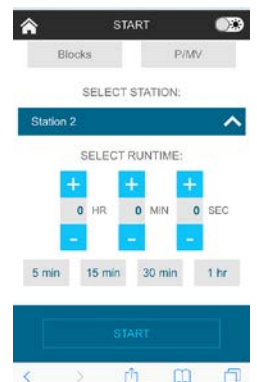 START
Blocks P/MV
SELECT STATION:
Station 2
SELECT RUNTIME:
+ + +
0 HR 0 MIN 0 SEC
- - -
5 min 15 min 30 min 1 hr
START